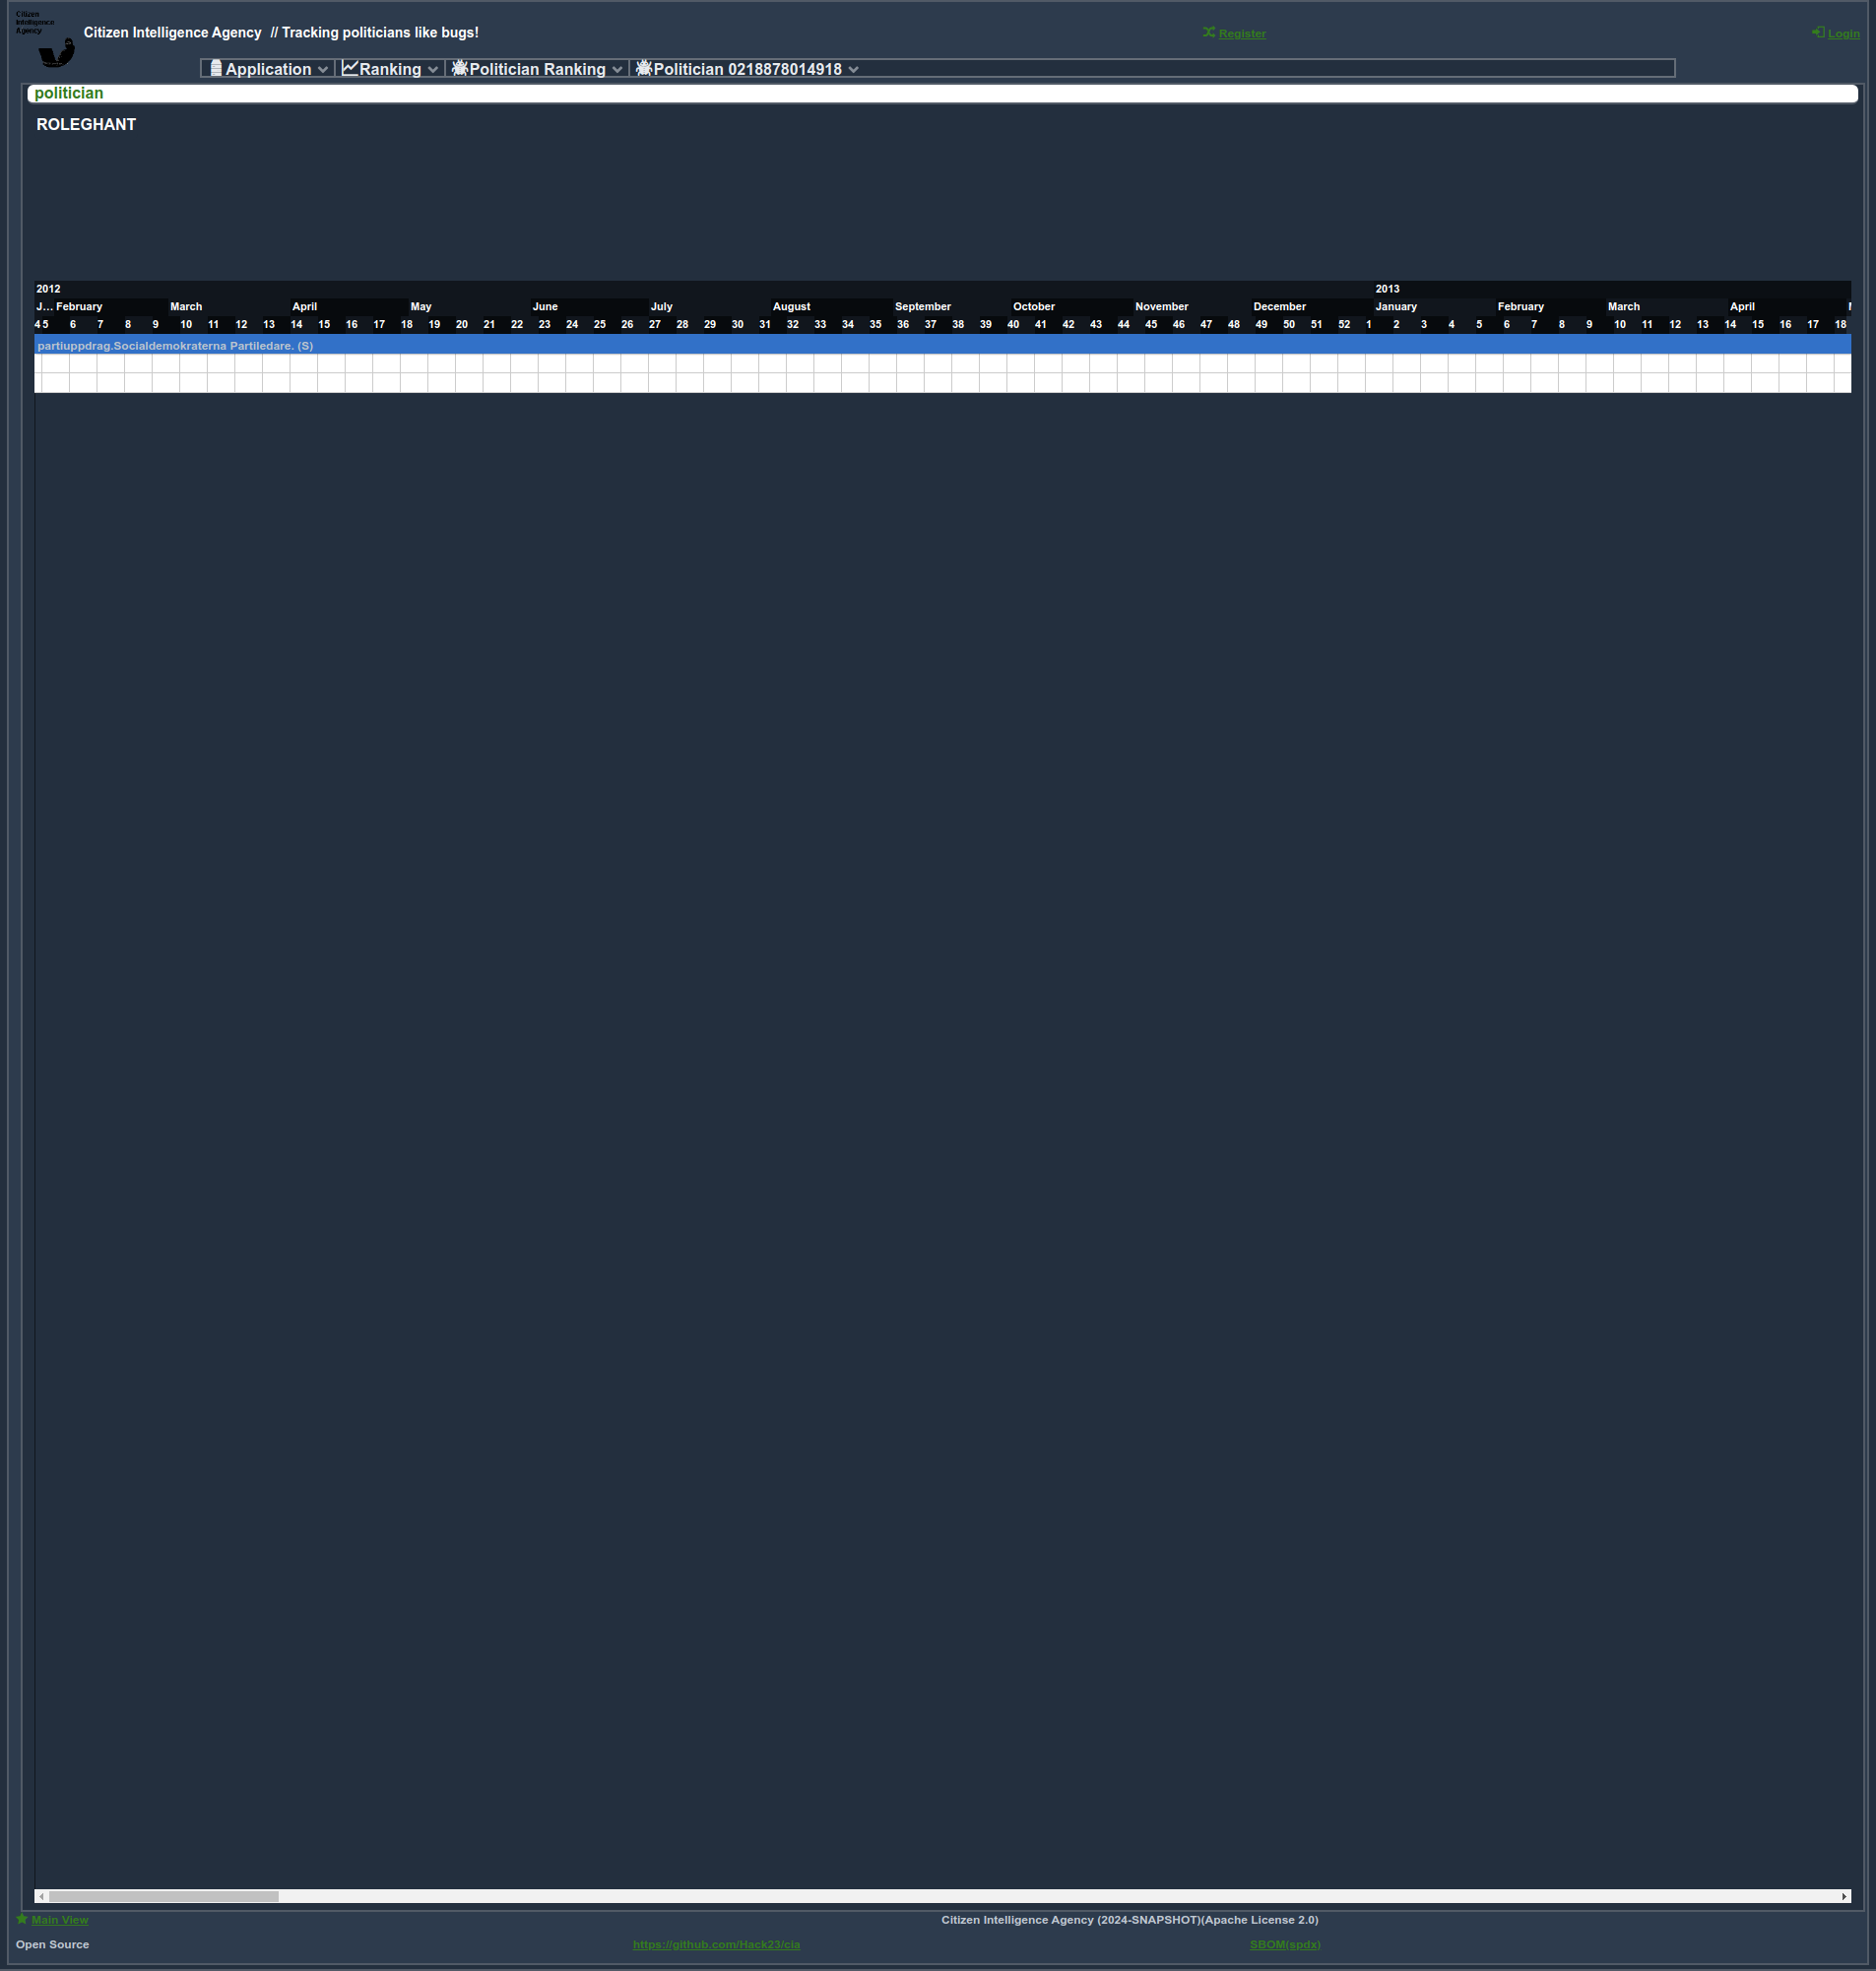 Citizen
Intelligence
Agency
Citizen Intelligence Agency // Tracking politicians like bugs!
Register
Login
Application
Ranking
Politician Ranking
Politician 0218878014918
politician
ROLEGHANT
2012 2013
J... February March April May June July August September October November December January February March April
4 5 6 7 8 9 10 11 12 13 14 15 16 17 18 19 20 21 22 23 24 25 26 27 28 29 30 31 32 33 34 35 36 37 38 39 40 41 42 43 44 45 46 47 48 49 50 51 52 1 2 3 4 5 6 7 8 9 10 11 12 13 14 15 16 17 18
partiuppdrag.Socialdemokraterna Partiledare. (S)
Main View
Citizen Intelligence Agency (2024-SNAPSHOT)(Apache License 2.0)
Open Source
https://github.com/Hack23/cia
SBOM(spdx)